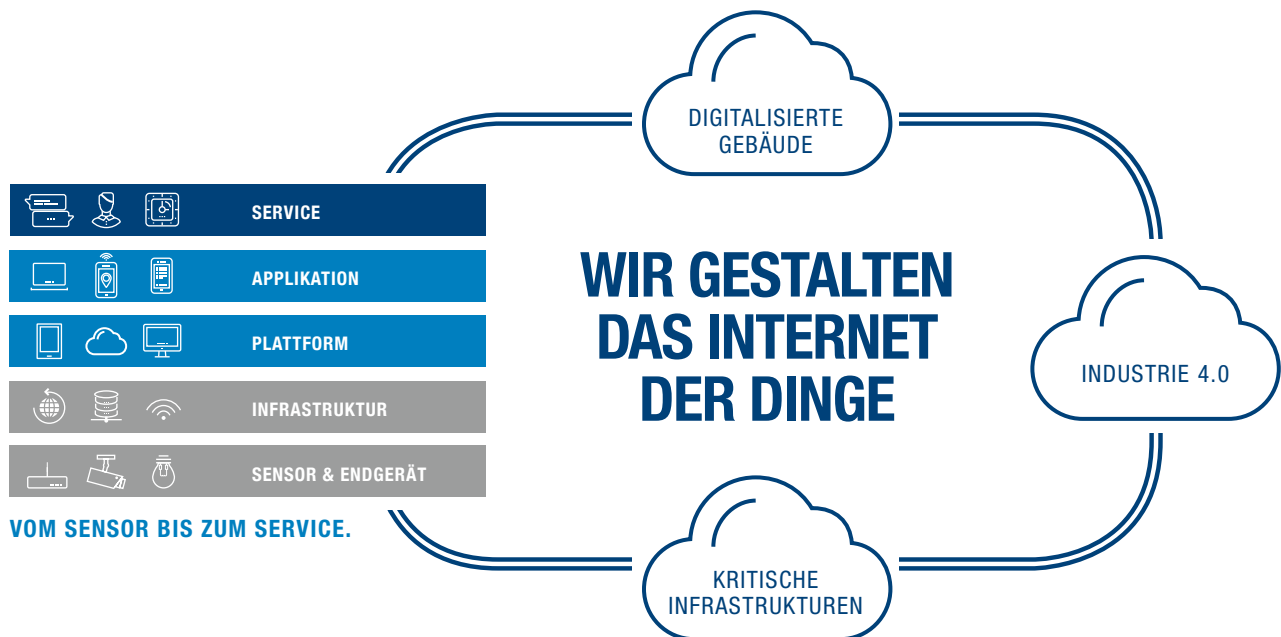 DIGITALISIERTE
GEBÄUDE
SERVICE
APPLIKATION
PLATTFORM
INFRASTRUKTUR
SENSOR & ENDGERÄT
VOM SENSOR BIS ZUM SERVICE.
WIR GESTALTEN
DAS INTERNET
DER DINGE
INDUSTRIE 4.0
KRITISCHE
INFRASTRUKTUREN